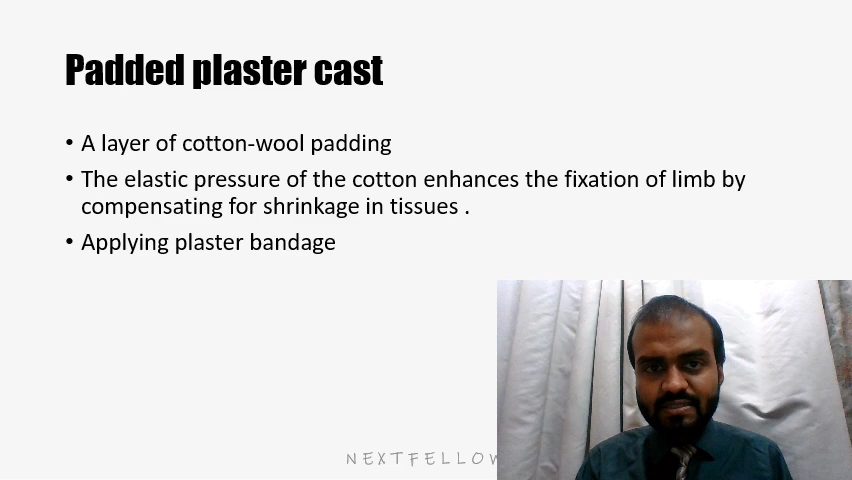 Padded plaster cast
• A layer of cotton-wool padding
• The elastic pressure of the cotton enhances the fixation of limb by
compensating for shrinkage in tissues .
• Applying plaster bandage
NEXTFELLOW